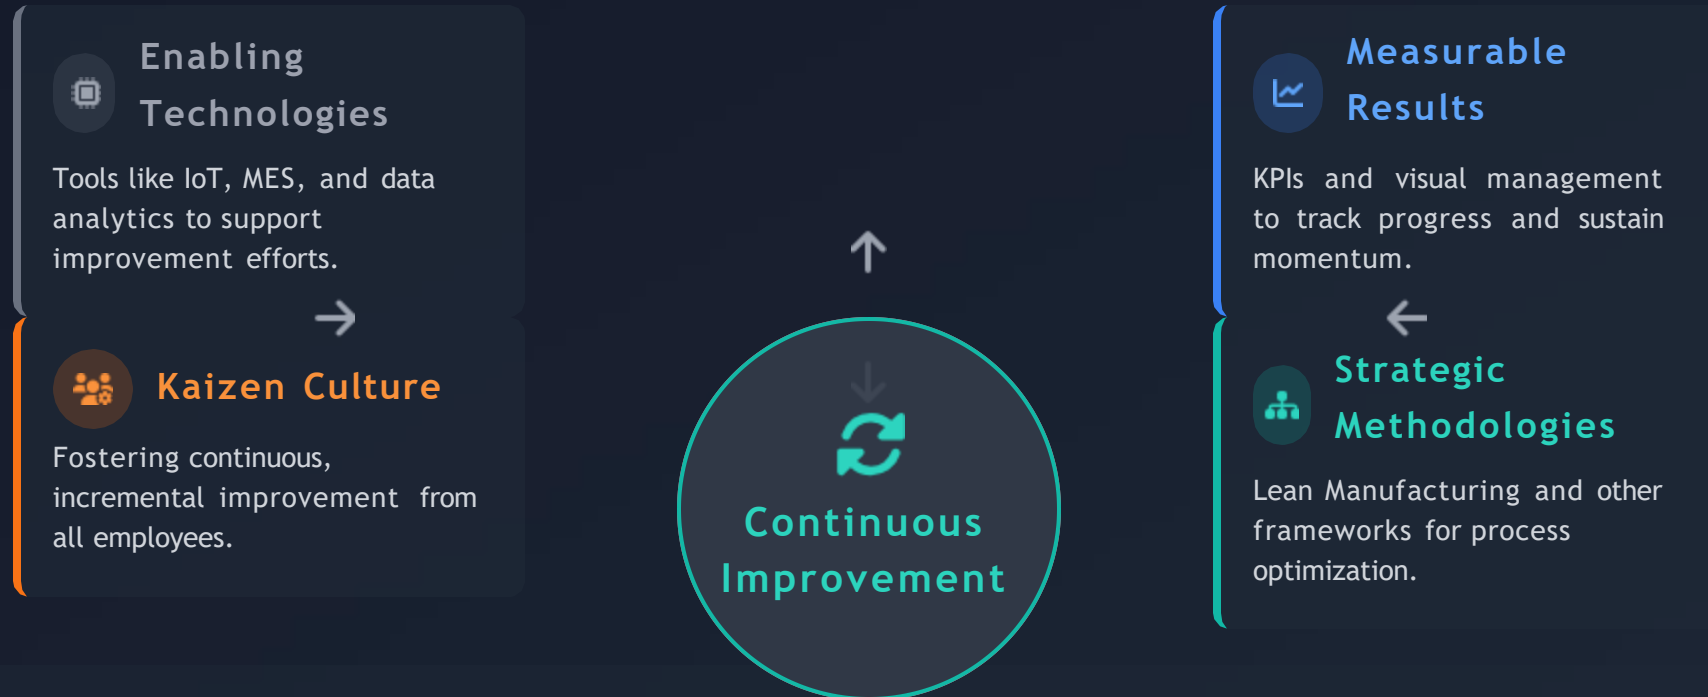 Enabling
Technologies
Tools like IoT, MES, and data
analytics to support
improvement efforts.
Kaizen Culture
Fostering continuous,
incremental improvement from
all employees.
Continuous
Improvement
Measurable
Results
KPIs and visual management
to track progress and sustain
momentum.
Strategic
Methodologies
Lean Manufacturing and other
frameworks for process
optimization.